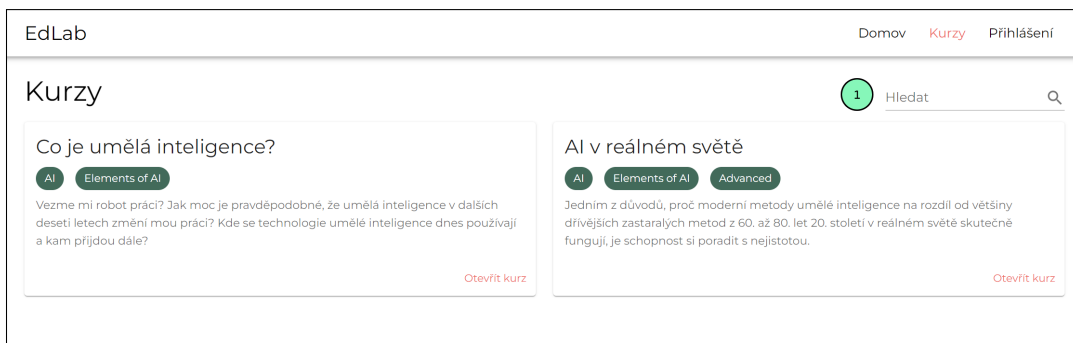 EdLab
Domov Kurzy Přihlášení
Kurzy
1 Hledat
Co je umělá inteligence?
AI Elements of AI
Vezme mi robot práci? Jak moc je pravděpodobné, že umělá inteligence v dalších
deseti letech změní mou práci? Kde se technologie umělé inteligence dnes používají
a kam přijdou dále?
Otevřít kurz
AI v reálném světě
AI Elements of AI Advanced
Jedním z důvodů, proč moderní metody umělé inteligence na rozdíl od většiny
dřívějších zastaralých metod z 60. až 80. let 20. století v reálném světě skutečně
fungují, je schopnost si poradit s nejistotou.
Otevřít kurz